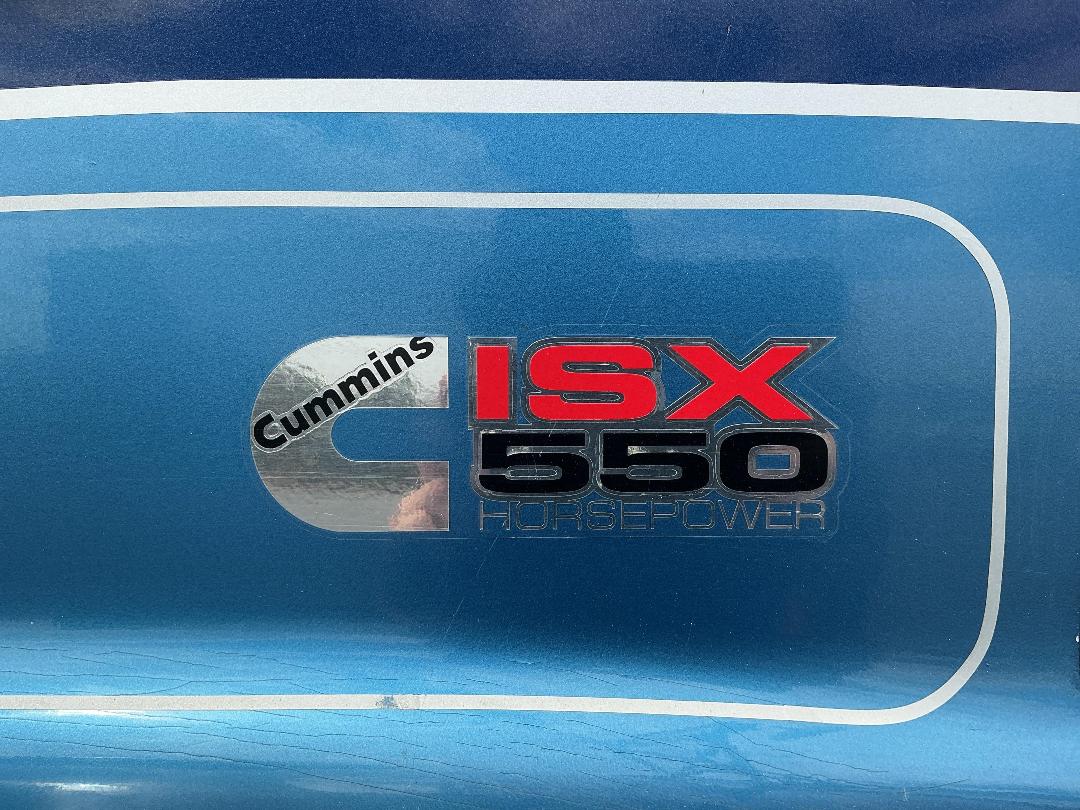 Cummins
ISX
550
HORSEPOWER